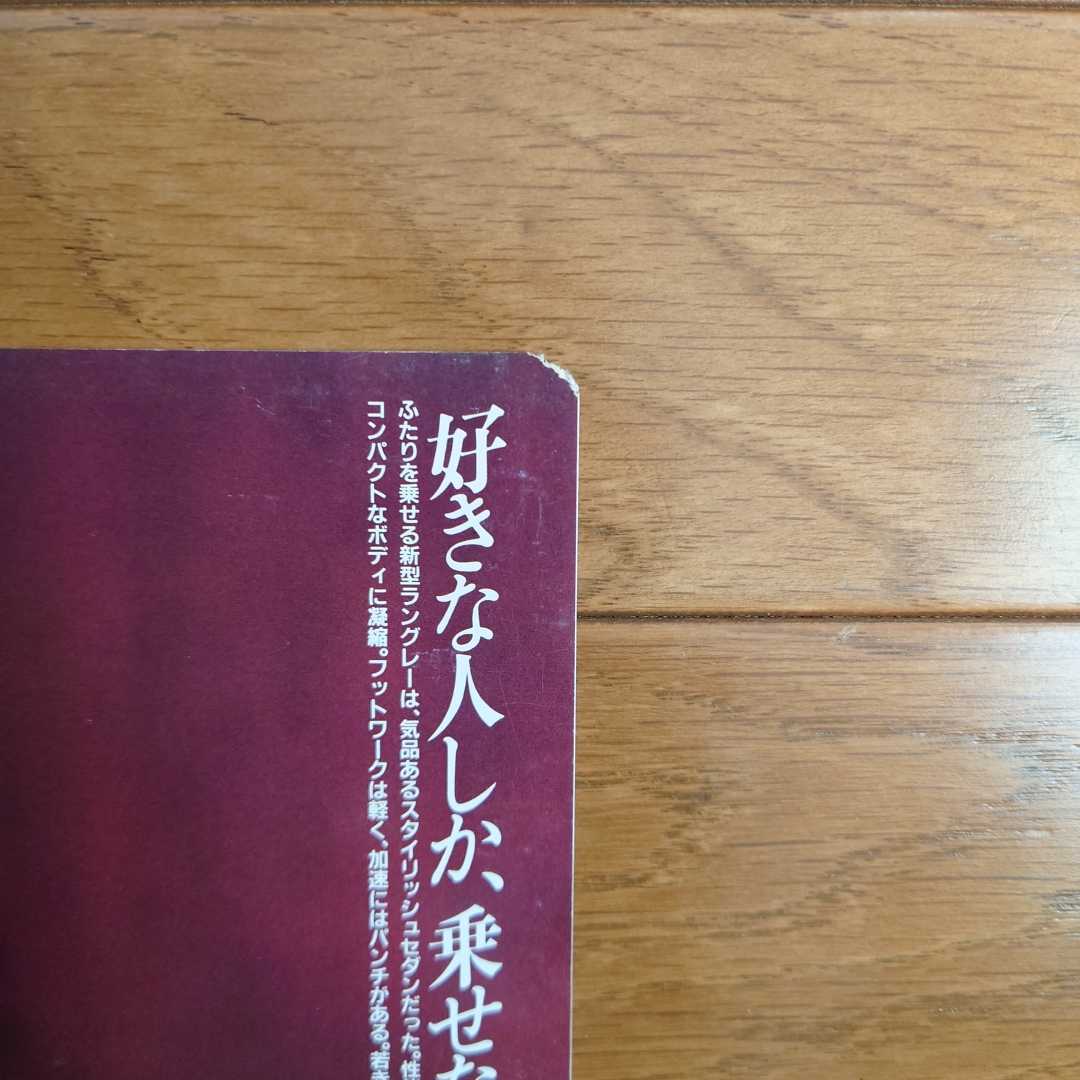 好きな人しか、乗せな
ふたりを乗せる新型ラングレーは、気品あるスタイリッシュセダンだった。性
コンパクトなボディに凝縮。フットワークは軽く、加速にはパンチがある。若き